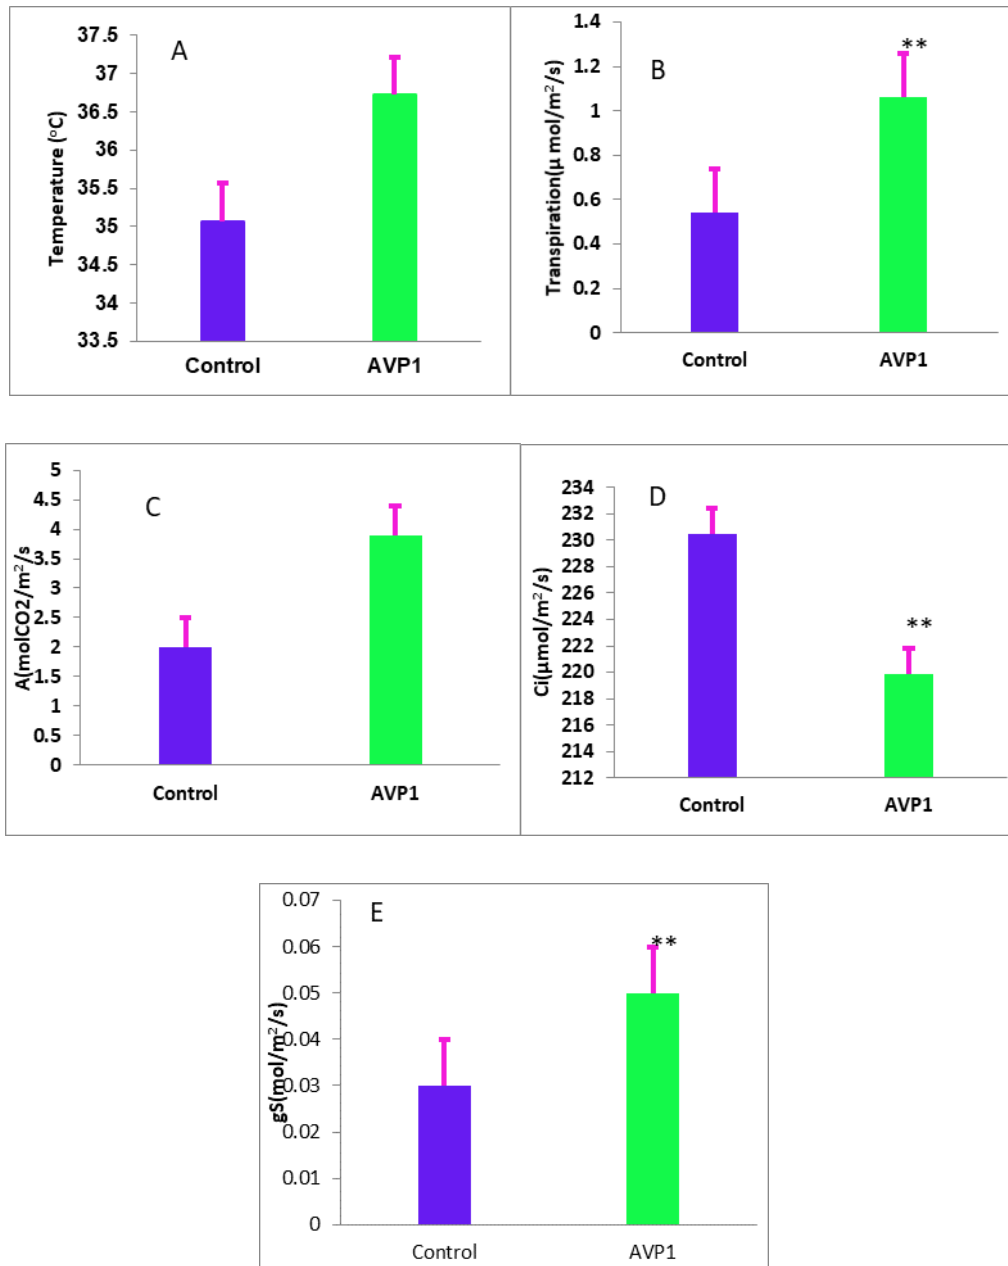 A
Temperature (°C)
37.5
37
36.5
36
35.5
35
34.5
34
33.5
Control
AVP1
B
**
Transpiration(µ mol/m²/s)
1.4
1.2
1
0.8
0.6
0.4
0.2
0
Control
AVP1
C
A(molCO2/m²/s
5
4.5
4
3.5
3
2.5
2
1.5
1
0.5
0
Control
AVP1
D
**
Ci(µmol/m²/s)
234
232
230
228
226
224
222
220
218
216
214
212
Control
AVP1
E
**
gS(mol/m²/s)
0.07
0.06
0.05
0.04
0.03
0.02
0.01
0
Control
AVP1